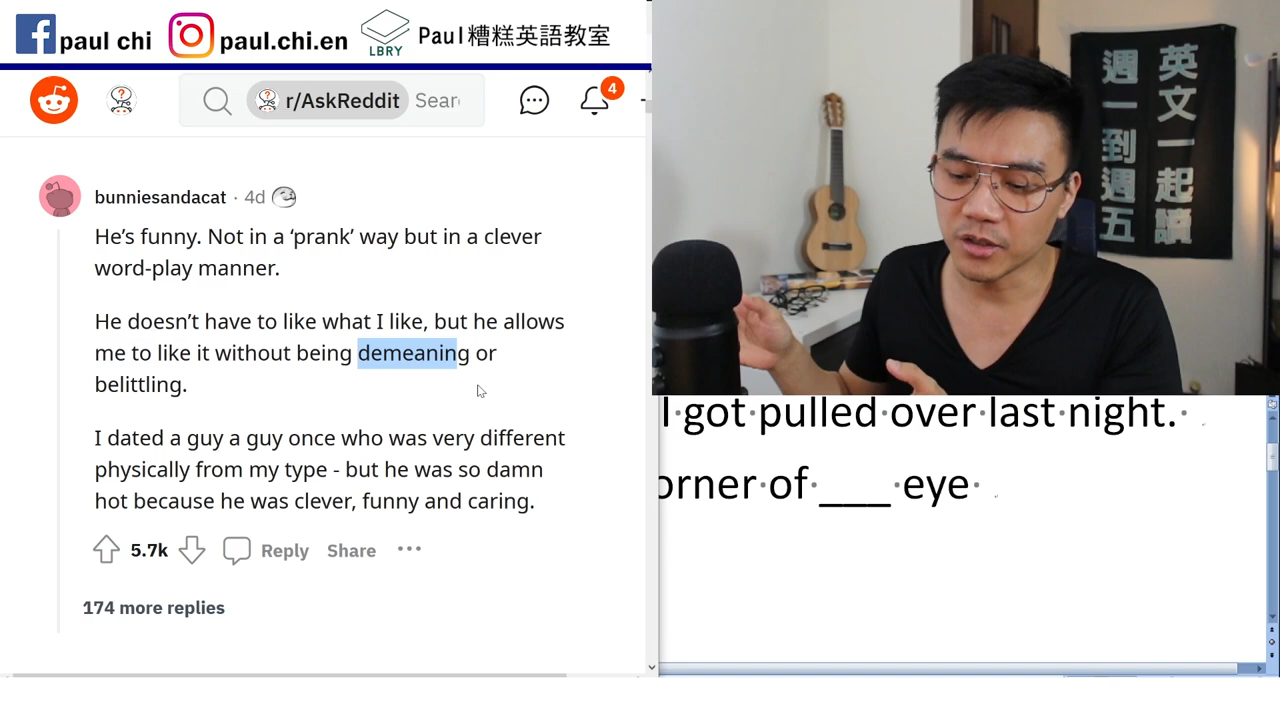 paul chi
paul.chi.en
LBRY
Paul糟糕英語教室
r/AskReddit
Sear
4
bunniesandacat · 4d
He's funny. Not in a ‘prank’ way but in a clever
word-play manner.
He doesn’t have to like what I like, but he allows
me to like it without being demeaning or
belittling.
I dated a guy a guy once who was very different
physically from my type - but he was so damn
hot because he was clever, funny and caring.
5.7k
Reply
Share
174 more replies
英文一起讀
週一到週五
I got pulled over last night.
orner of ___ eye